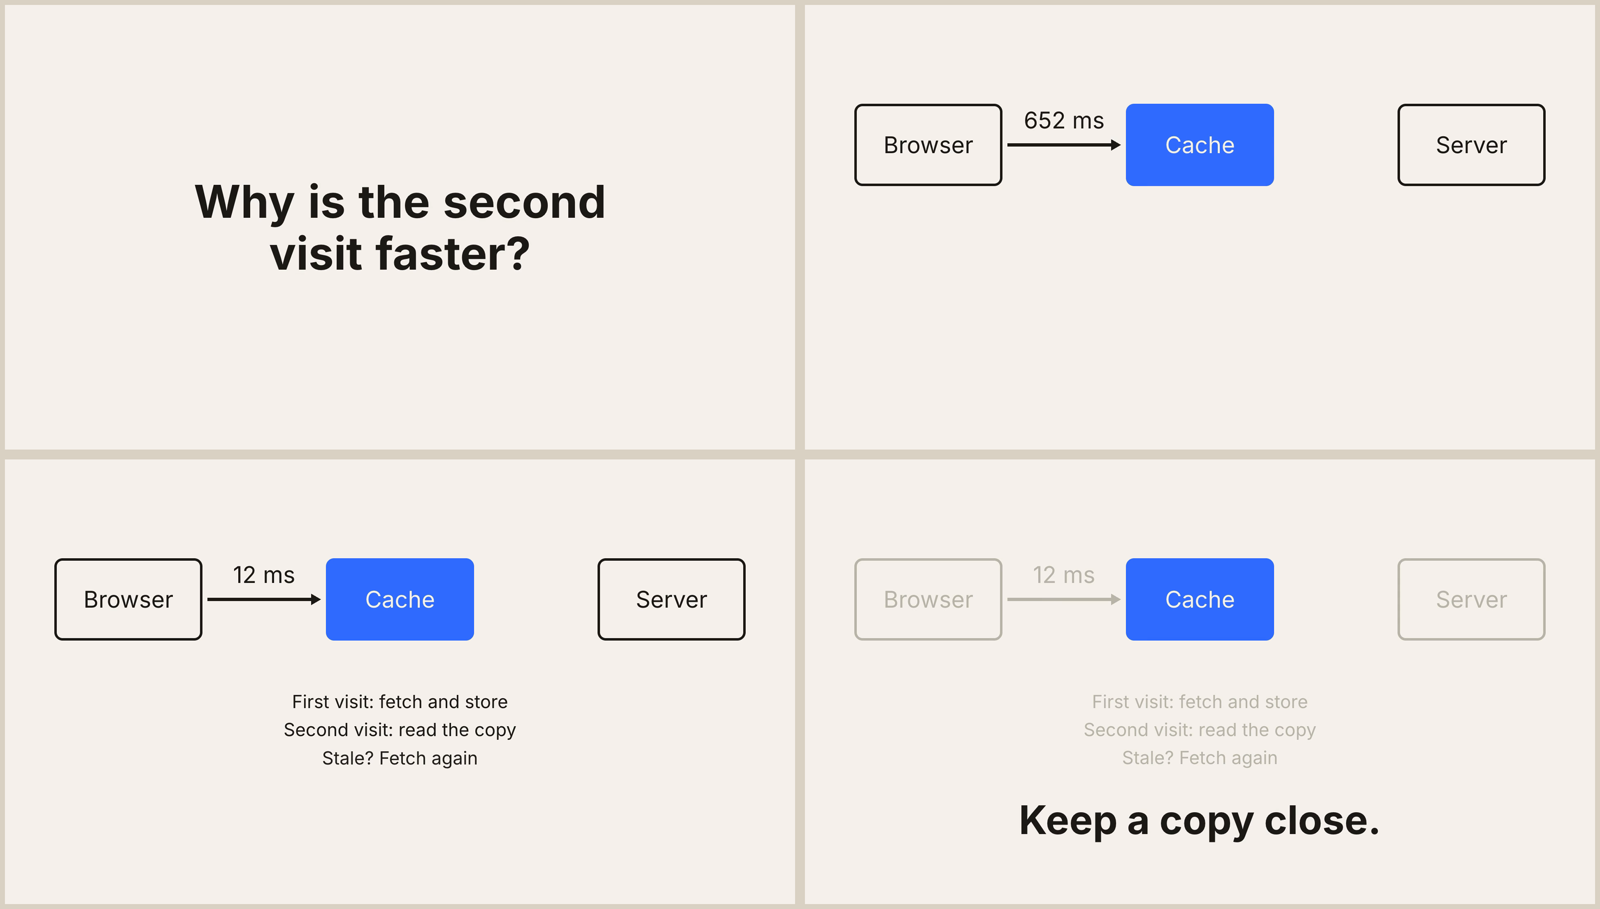 Why is the second
visit faster?
Browser
652 ms
Cache
Server
Browser
12 ms
Cache
Server
First visit: fetch and store
Second visit: read the copy
Stale? Fetch again
Browser
12 ms
Cache
Server
First visit: fetch and store
Second visit: read the copy
Stale? Fetch again
Keep a copy close.